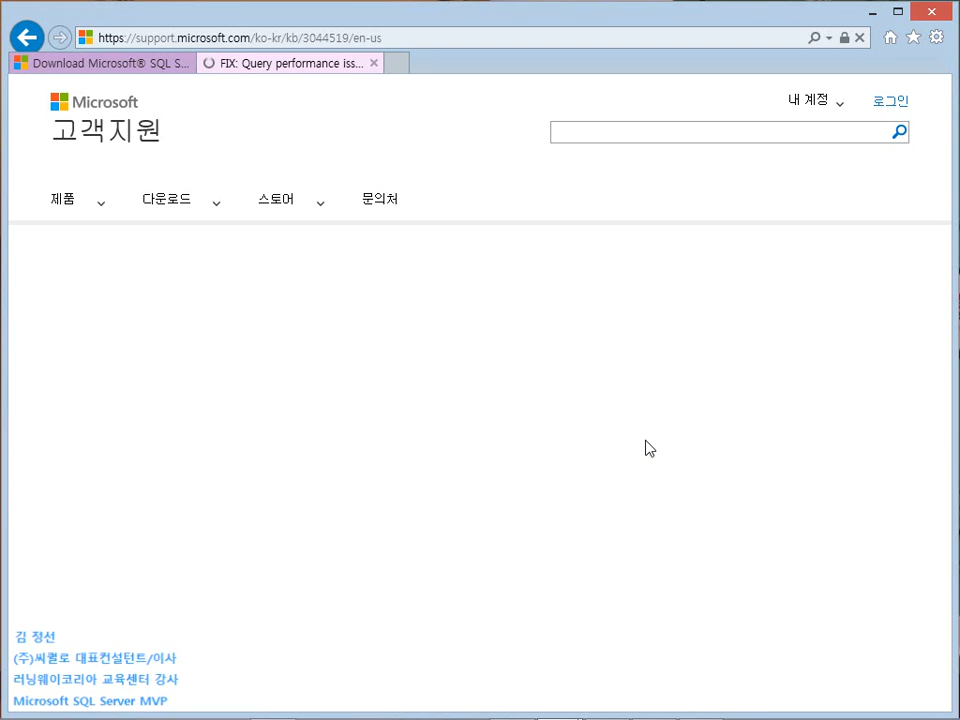 https://support.microsoft.com/ko-kr/kb/3044519/en-us
Download Microsoft® SQL S...
FIX: Query performance iss...
Microsoft
고객지원
내 계정
로그인
제품
다운로드
스토어
문의처
김 정선
(주)씨퀄로 대표컨설턴트/이사
러닝웨이코리아 교육센터 강사
Microsoft SQL Server MVP